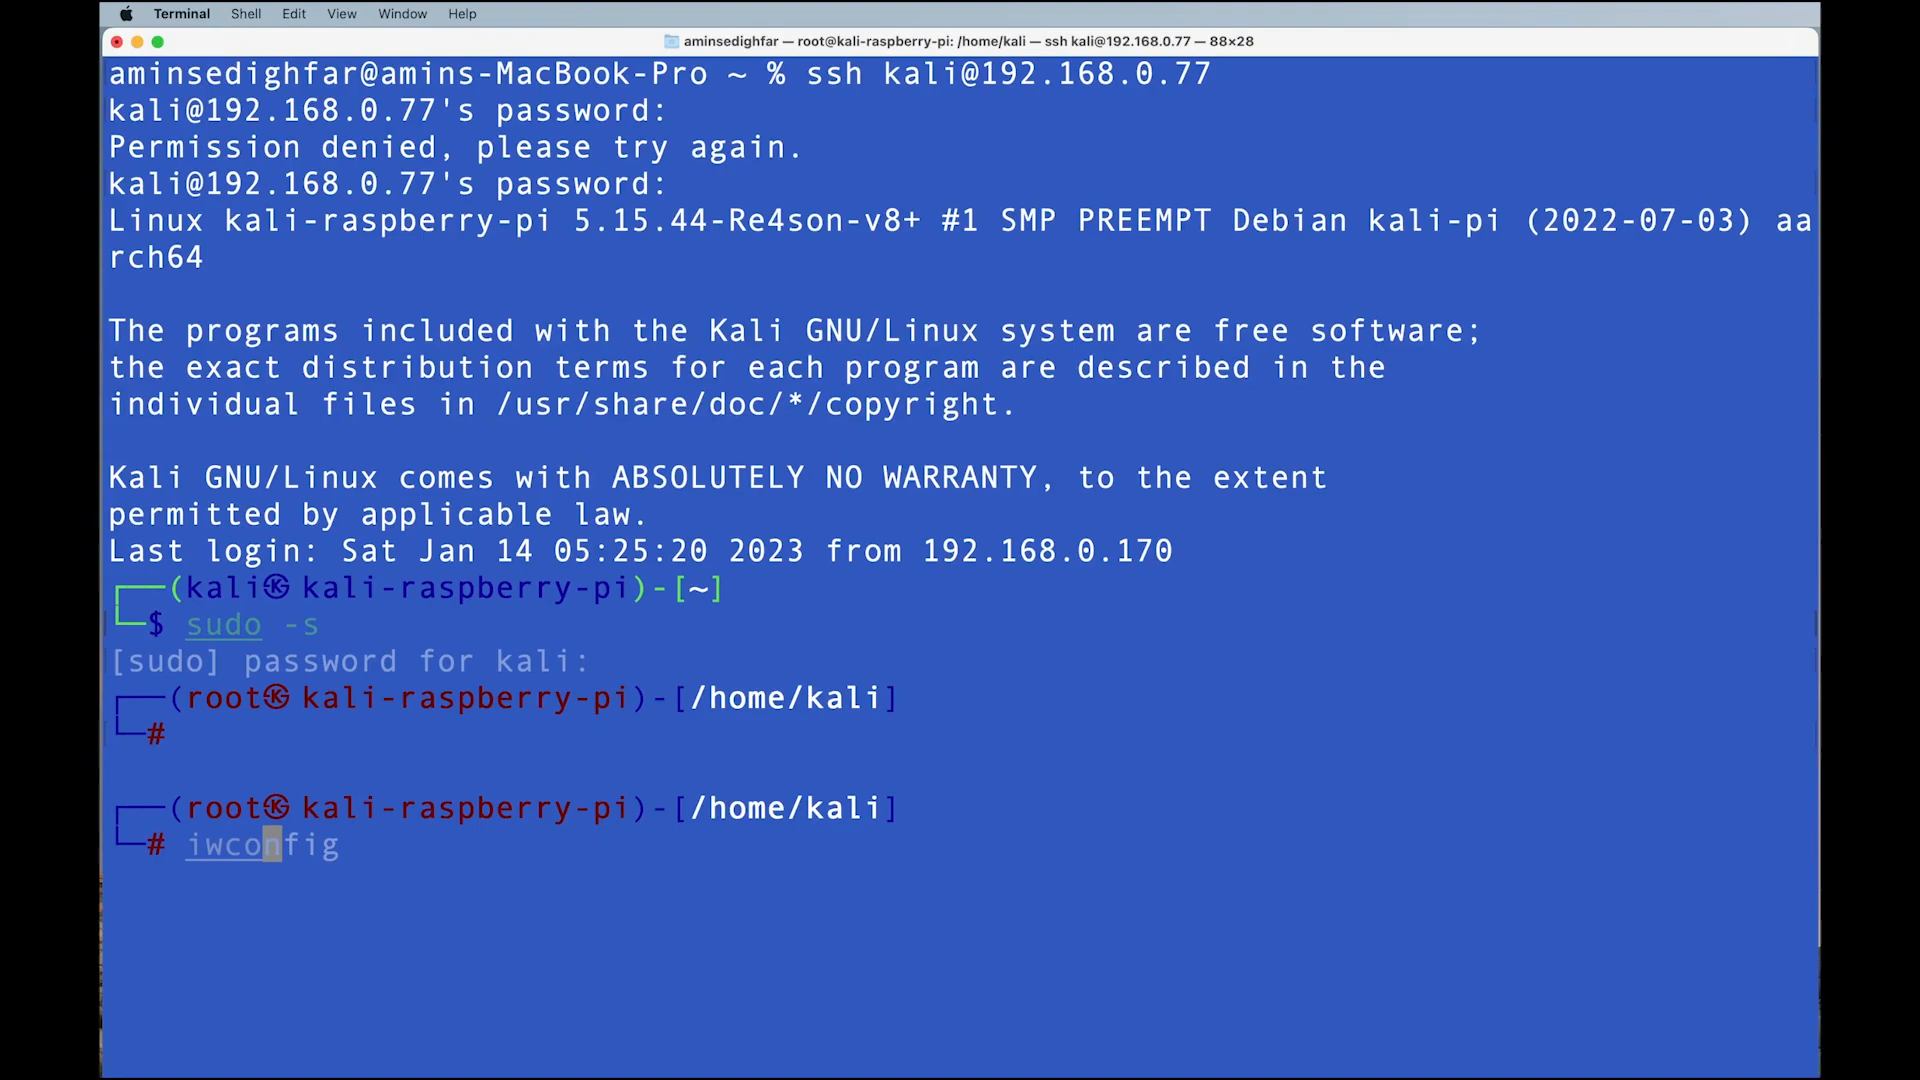 Terminal Shell Edit View Window Help
aminsedighfar — root@kali-raspberry-pi: /home/kali — ssh kali@192.168.0.77 — 88×28
aminsedighfar@amins-MacBook-Pro ~ % ssh kali@192.168.0.77
kali@192.168.0.77's password:
Permission denied, please try again.
kali@192.168.0.77's password:
Linux kali-raspberry-pi 5.15.44-Re4son-v8+ #1 SMP PREEMPT Debian kali-pi (2022-07-03) aa
rch64
The programs included with the Kali GNU/Linux system are free software;
the exact distribution terms for each program are described in the
individual files in /usr/share/doc/*/copyright.
Kali GNU/Linux comes with ABSOLUTELY NO WARRANTY, to the extent
permitted by applicable law.
Last login: Sat Jan 14 05:25:20 2023 from 192.168.0.170
┌──(kali㉿kali-raspberry-pi)-[~]
└─$ sudo -s
[sudo] password for kali:
┌──(root㉿kali-raspberry-pi)-[/home/kali]
└─#
┌──(root㉿kali-raspberry-pi)-[/home/kali]
└─# iwconfig